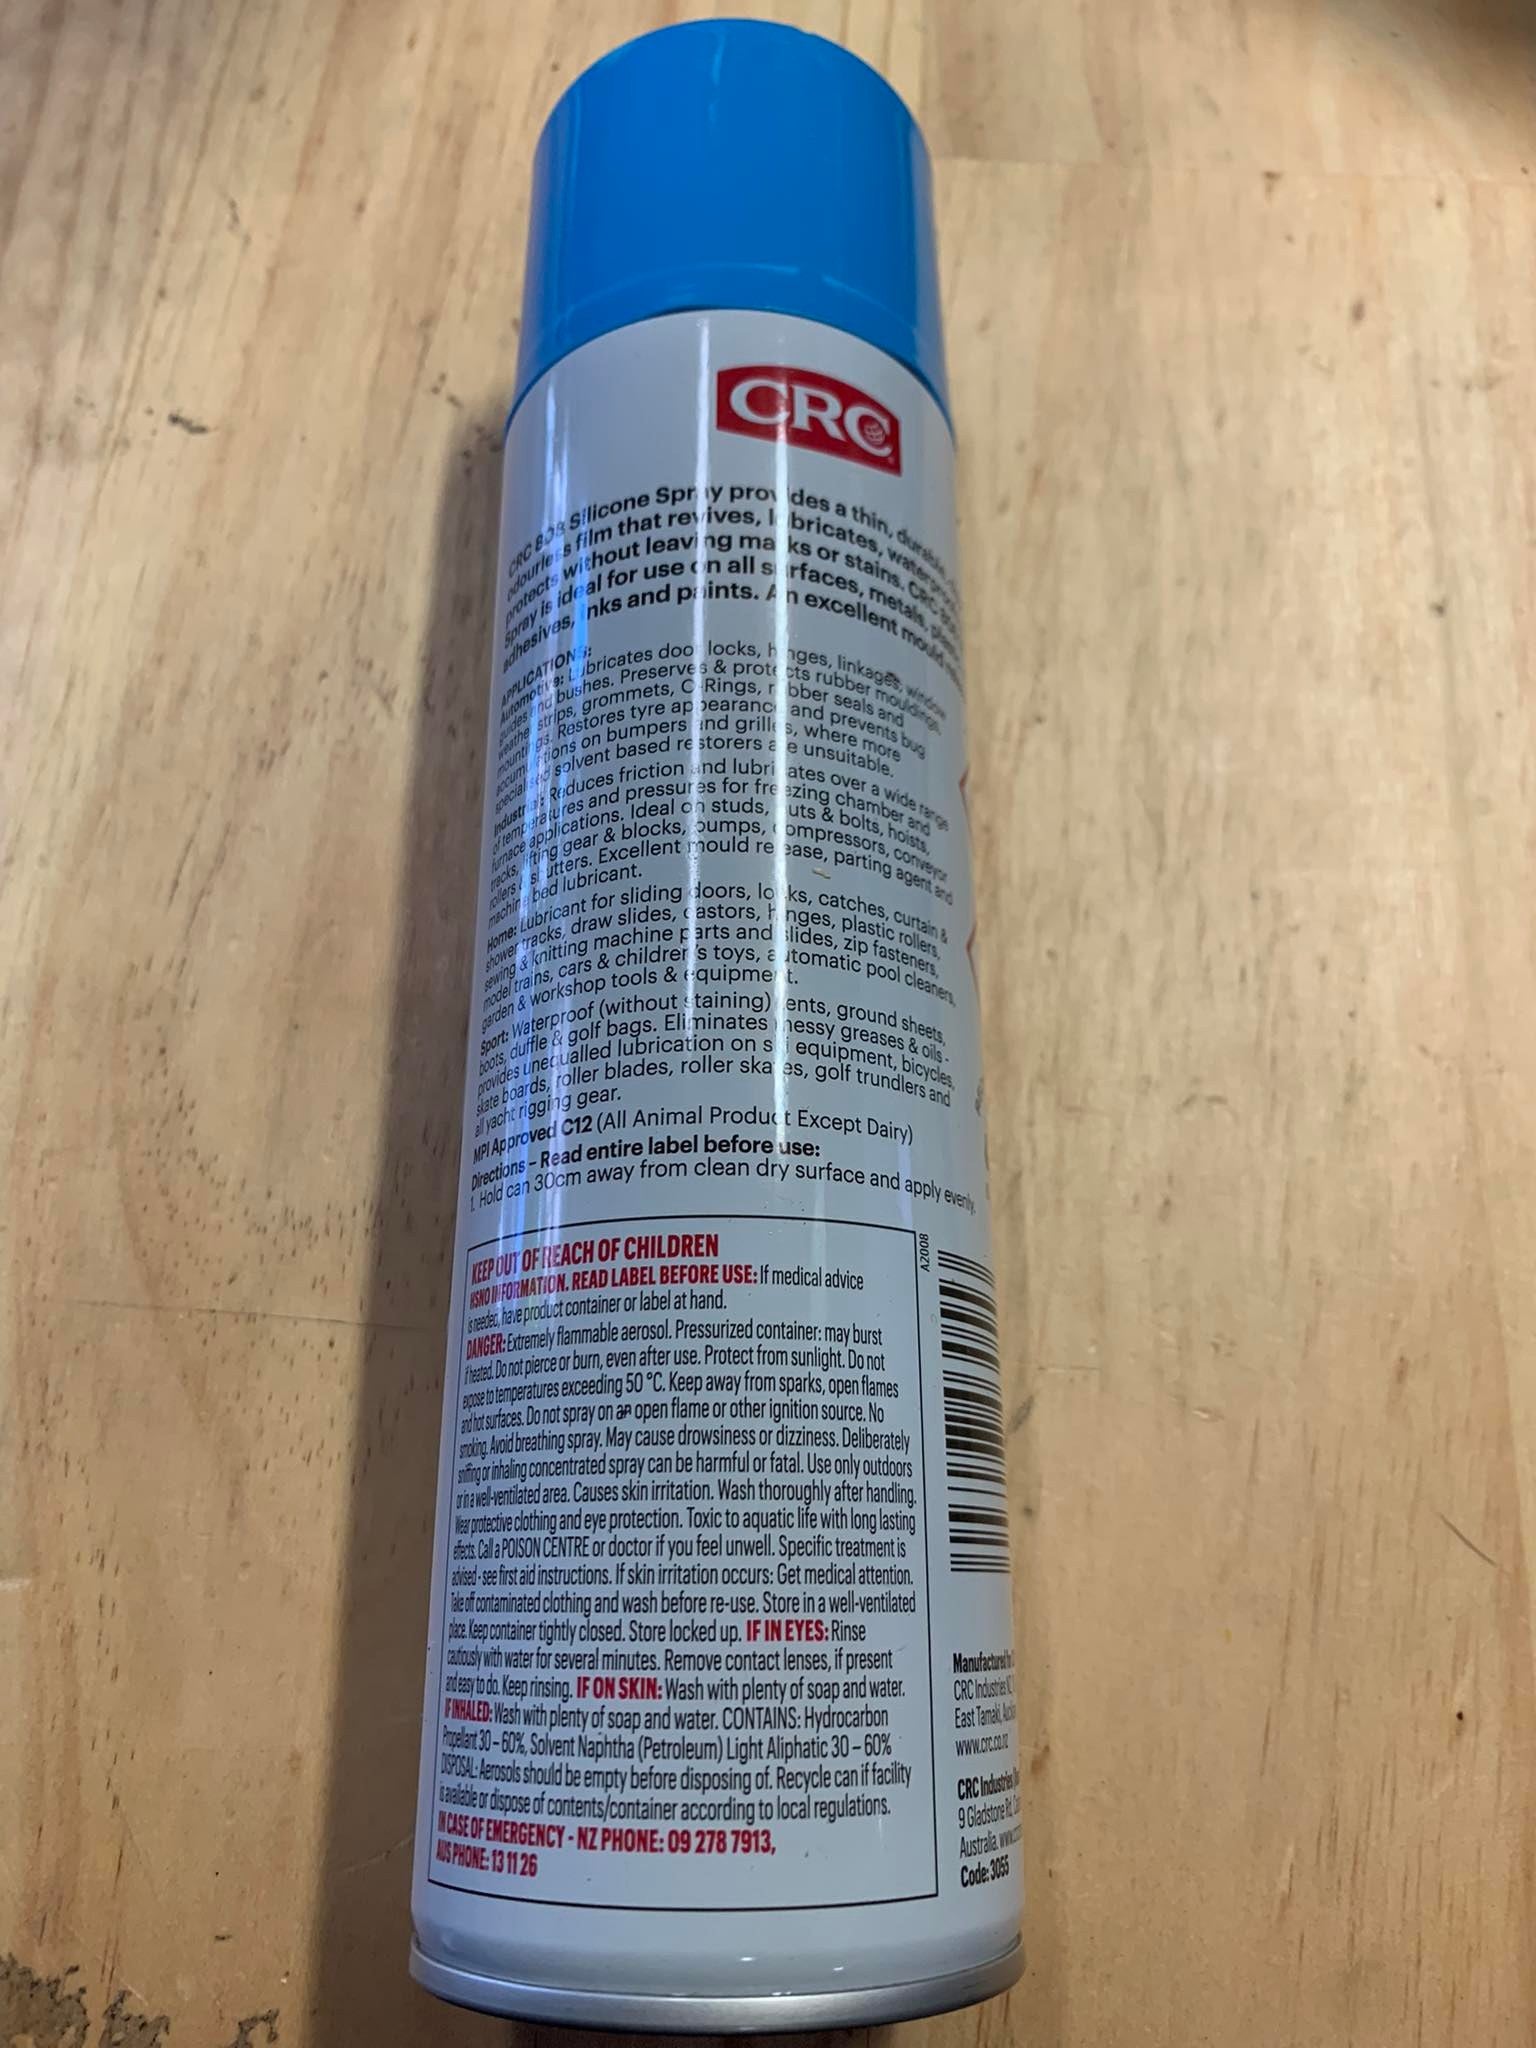 CRC
CRC 808 Silicone Spray provides a thin, durable,
odourless film that revives, lubricates, waterproofs
protects without leaving marks or stains. CRC 808
Spray is ideal for use on all surfaces, metals,
adhesives, inks and paints. An excellent mould
APPLICATIONS:
Automotive: Lubricates door locks, hinges, linkages, window
guides and bushes. Preserves & protects rubber mouldings,
weather strips, grommets, O-Rings, rubber seals and
mountings. Restores tyre appearance and prevents bug
accumulations on bumpers and grilles, where more
specialised solvent based restorers are unsuitable.
Industrial: Reduces friction and lubricates over a wide range
of temperatures and pressures for freezing chamber and
furnace applications. Ideal on studs, nuts & bolts, hoists,
tracks, lifting gear & blocks, pumps, compressors, conveyor
rollers & shutters. Excellent mould release, parting agent and
machine bed lubricant.
Home: Lubricant for sliding doors, locks, catches, curtain &
shower tracks, draw slides, castors, hinges, plastic rollers,
sewing & knitting machine parts and slides, zip fasteners,
model trains, cars & children's toys, automatic pool cleaners,
garden & workshop tools & equipment.
Sport: Waterproof (without staining) tents, ground sheets,
boots, duffle & golf bags. Eliminates messy greases & oils -
provides unequalled lubrication on ski equipment, bicycles,
skate boards, roller blades, roller skates, golf trundlers and
all yacht rigging gear.
MPI Approved C12 (All Animal Product Except Dairy)
Directions – Read entire label before use:
1. Hold can 30cm away from clean dry surface and apply evenly.
KEEP OUT OF REACH OF CHILDREN
HSNO INFORMATION. READ LABEL BEFORE USE: If medical advice
is needed, have product container or label at hand.
DANGER: Extremely flammable aerosol. Pressurized container: may burst
if heated. Do not pierce or burn, even after use. Protect from sunlight. Do not
expose to temperatures exceeding 50 °C. Keep away from sparks, open flames
and hot surfaces. Do not spray on an open flame or other ignition source. No
smoking. Avoid breathing spray. May cause drowsiness or dizziness. Deliberately
sniffing or inhaling concentrated spray can be harmful or fatal. Use only outdoors
or in a well-ventilated area. Causes skin irritation. Wash thoroughly after handling.
Wear protective clothing and eye protection. Toxic to aquatic life with long lasting
effects. Call a POISON CENTRE or doctor if you feel unwell. Specific treatment is
advised - see first aid instructions. If skin irritation occurs: Get medical attention.
Take off contaminated clothing and wash before re-use. Store in a well-ventilated
place. Keep container tightly closed. Store locked up. IF IN EYES: Rinse
cautiously with water for several minutes. Remove contact lenses, if present
and easy to do. Keep rinsing. IF ON SKIN: Wash with plenty of soap and water.
IF INHALED: Wash with plenty of soap and water. CONTAINS: Hydrocarbon
Propellant 30 – 60%, Solvent Naphtha (Petroleum) Light Aliphatic 30 – 60%
DISPOSAL: Aerosols should be empty before disposing of. Recycle can if facility
is available or dispose of contents/container according to local regulations.
IN CASE OF EMERGENCY - NZ PHONE: 09 278 7913,
AUS PHONE: 13 11 26
A2008
Manufactured for
CRC Industries
East Tamaki,
www.crc.co.nz
CRC Industries
9 Gladstone Rd,
Australia.
Code: 3055